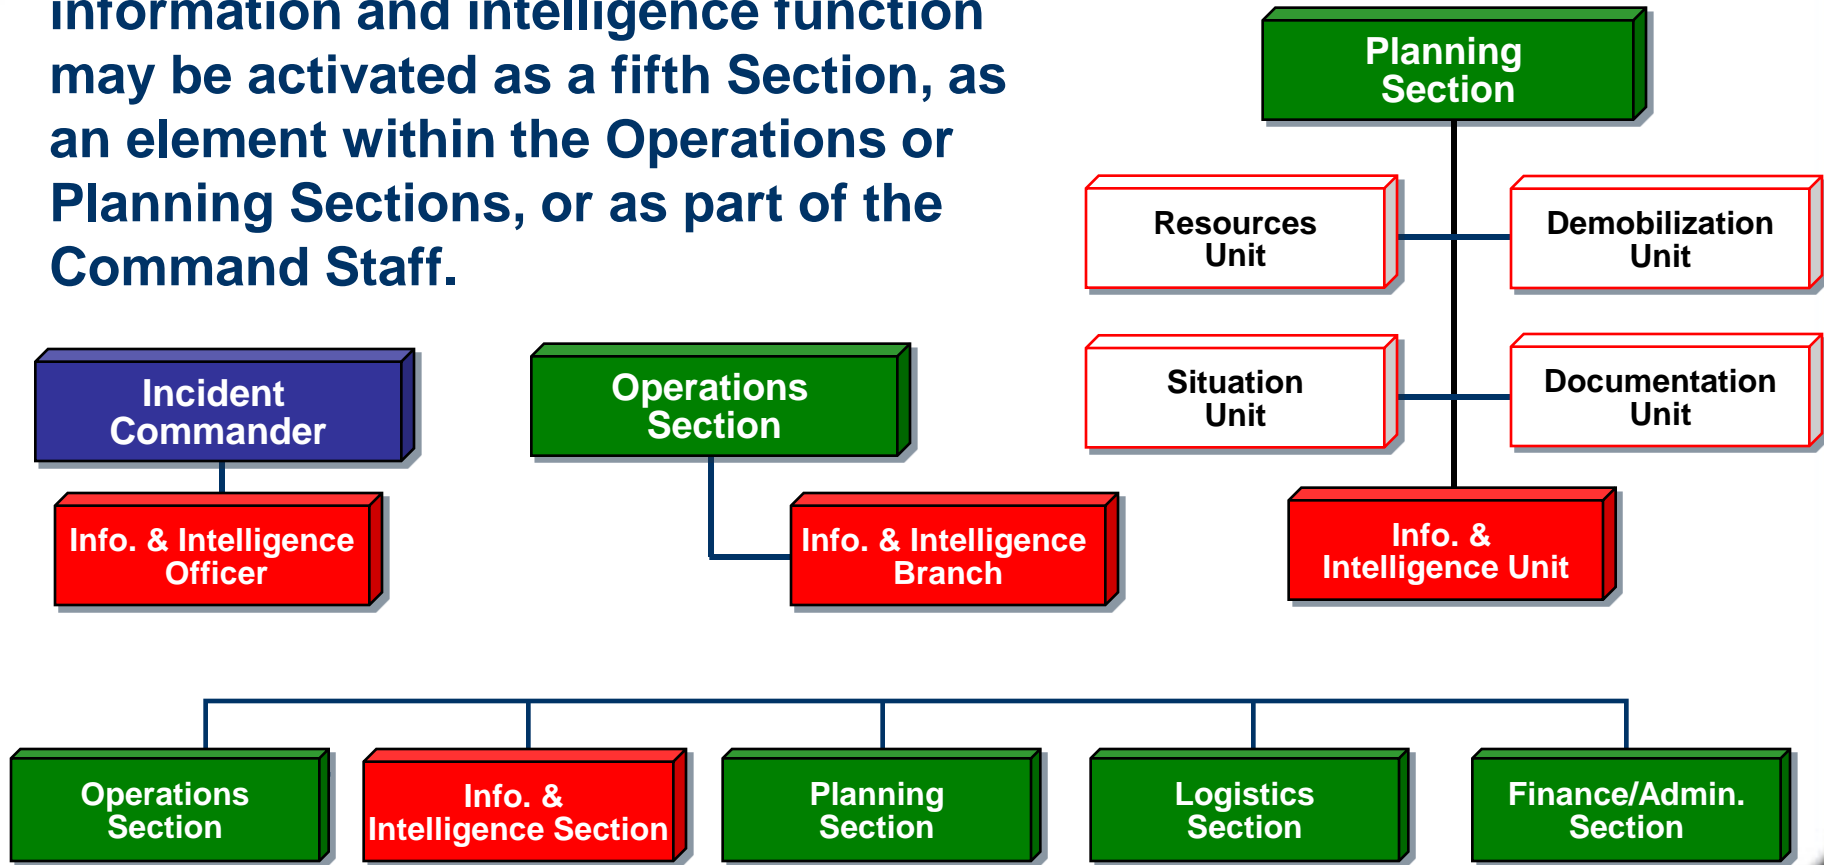 information and intelligence function
may be activated as a fifth Section, as
an element within the Operations or
Planning Sections, or as part of the
Command Staff.
Planning
Section
Resources
Unit
Demobilization
Unit
Situation
Unit
Documentation
Unit
Incident
Commander
Operations
Section
Info. & Intelligence
Officer
Info. & Intelligence
Branch
Info. &
Intelligence Unit
Operations
Section
Info. &
Intelligence Section
Planning
Section
Logistics
Section
Finance/Admin.
Section